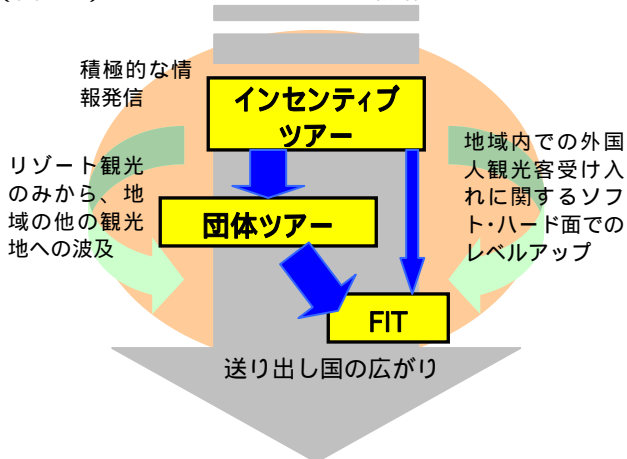 積極的な情
報発信
インセンティブ
ツアー
リゾート観光
のみから、地
域の他の観光
地への波及
地域内での外国
人観光客受け入
れに関するソフ
ト・ハード面での
レベルアップ
団体ツアー
FIT
送り出し国の広がり